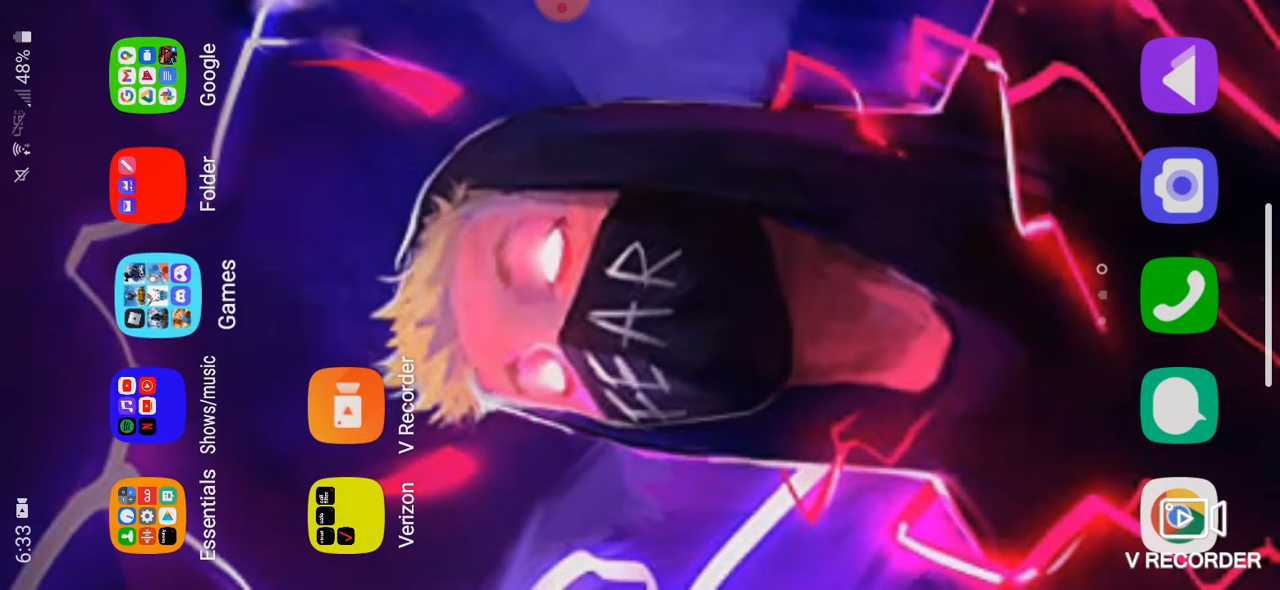 6:33
48%
Essentials
Shows/music
Games
Folder
Google
Verizon
V Recorder
FEAR
V RECORDER